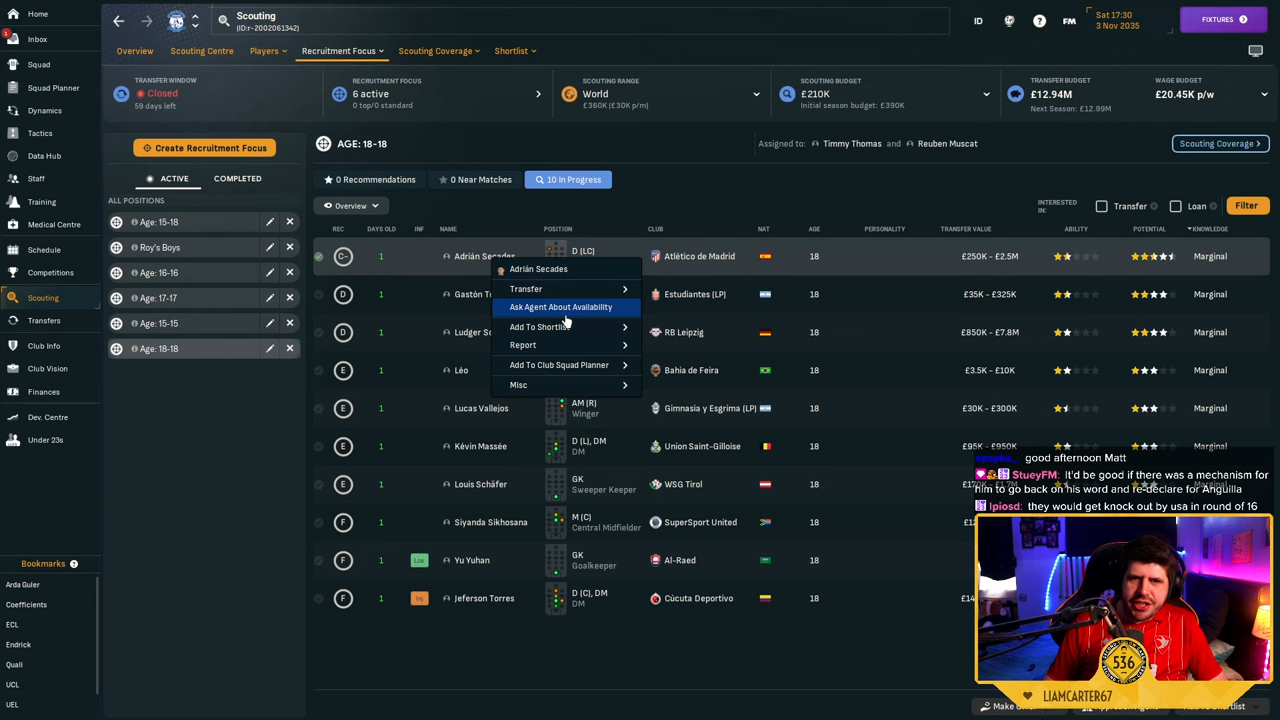 Home
Inbox
Squad
Squad Planner
Dynamics
Tactics
Data Hub
Staff
Training
Medical Centre
Schedule
Competitions
Scouting
Transfers
Club Info
Club Vision
Finances
Dev. Centre
Under 23s
Bookmarks
Arda Guler
Coefficients
ECL
Endrick
Quali
UCL
UEL
Scouting
(ID:r-2002061342)
ID
FM
Sat 17:30
3 Nov 2035
FIXTURES
Overview Scouting Centre Players Recruitment Focus Scouting Coverage Shortlist
TRANSFER WINDOW
Closed
59 days left
RECRUITMENT FOCUS
6 active
0 top/0 standard
SCOUTING RANGE
World
£360K (£30K p/m)
SCOUTING BUDGET
£210K
Initial season budget: £390K
TRANSFER BUDGET
£12.94M
Next Season: £12.99M
WAGE BUDGET
£20.45K p/w
Create Recruitment Focus
ACTIVE COMPLETED
ALL POSITIONS
Age: 15-18
Roy's Boys
Age: 16-16
Age: 17-17
Age: 15-15
Age: 18-18
AGE: 18-18
Assigned to: Timmy Thomas and Reuben Muscat
Scouting Coverage >
0 Recommendations 0 Near Matches 10 In Progress
Overview
INTERESTED IN: Transfer Loan Filter
REC DAYS OLD INF NAME POSITION CLUB NAT AGE PERSONALITY TRANSFER VALUE ABILITY POTENTIAL KNOWLEDGE
C- 1 Adrián Secades D (LC) Atlético de Madrid 18 £250K - £2.5M Marginal
D 1 Gastón Estudiantes (LP) 18 £35K - £325K Marginal
D 1 Ludger RB Leipzig 18 £850K - £7.8M Marginal
E 1 Léo Bahia de Feira 18 £3.5K - £10K Marginal
E 1 Lucas Vallejos AM (R) Winger Gimnasia y Esgrima (LP) 18 £30K - £300K Marginal
E 1 Kévin Massée D (L), DM DM Union Saint-Gilloise 18 £95K - £950K Marginal
E 1 Louis Schäfer GK Sweeper Keeper WSG Tirol 18
F 1 Siyanda Sikhosana M (C) Central Midfielder SuperSport United 18
F 1 Loa Yu Yuhan GK Goalkeeper Al-Raed 18
F 1 Inj Jeferson Torres D (C), DM DM Cúcuta Deportivo 18
Adrián Secades
Transfer
Ask Agent About Availability
Add To Shortlist
Report
Add To Club Squad Planner
Misc
good afternoon Matt
StueyFM: It'd be good if there was a mechanism for
him to go back on his word and re-declare for Anguilla
lpiosd: they would get knock out by usa in round of 16
536
LIAMCARTER67